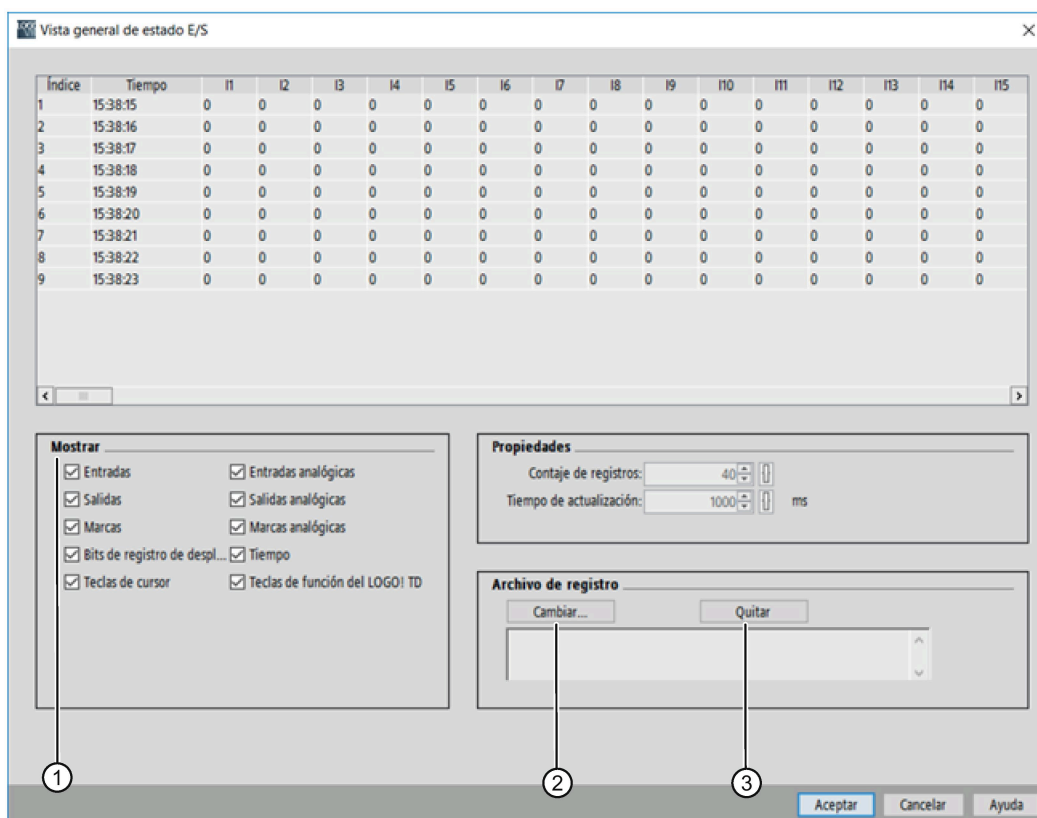 Vista general de estado E/S
Índice Tiempo I1 I2 I3 I4 I5 I6 I7 I8 I9 I10 I11 I12 I13 I14 I15
1 15:38:15 0 0 0 0 0 0 0 0 0 0 0 0 0 0 0
2 15:38:16 0 0 0 0 0 0 0 0 0 0 0 0 0 0 0
3 15:38:17 0 0 0 0 0 0 0 0 0 0 0 0 0 0 0
4 15:38:18 0 0 0 0 0 0 0 0 0 0 0 0 0 0 0
5 15:38:19 0 0 0 0 0 0 0 0 0 0 0 0 0 0 0
6 15:38:20 0 0 0 0 0 0 0 0 0 0 0 0 0 0 0
7 15:38:21 0 0 0 0 0 0 0 0 0 0 0 0 0 0 0
8 15:38:22 0 0 0 0 0 0 0 0 0 0 0 0 0 0 0
9 15:38:23 0 0 0 0 0 0 0 0 0 0 0 0 0 0 0
Mostrar
Entradas Entradas analógicas
Salidas Salidas analógicas
Marcas Marcas analógicas
Bits de registro de despl... Tiempo
Teclas de cursor Teclas de función del LOGO! TD
Propiedades
Contaje de registros: 40
Tiempo de actualización: 1000 ms
Archivo de registro
Cambiar... Quitar
1 2 3
Aceptar Cancelar Ayuda